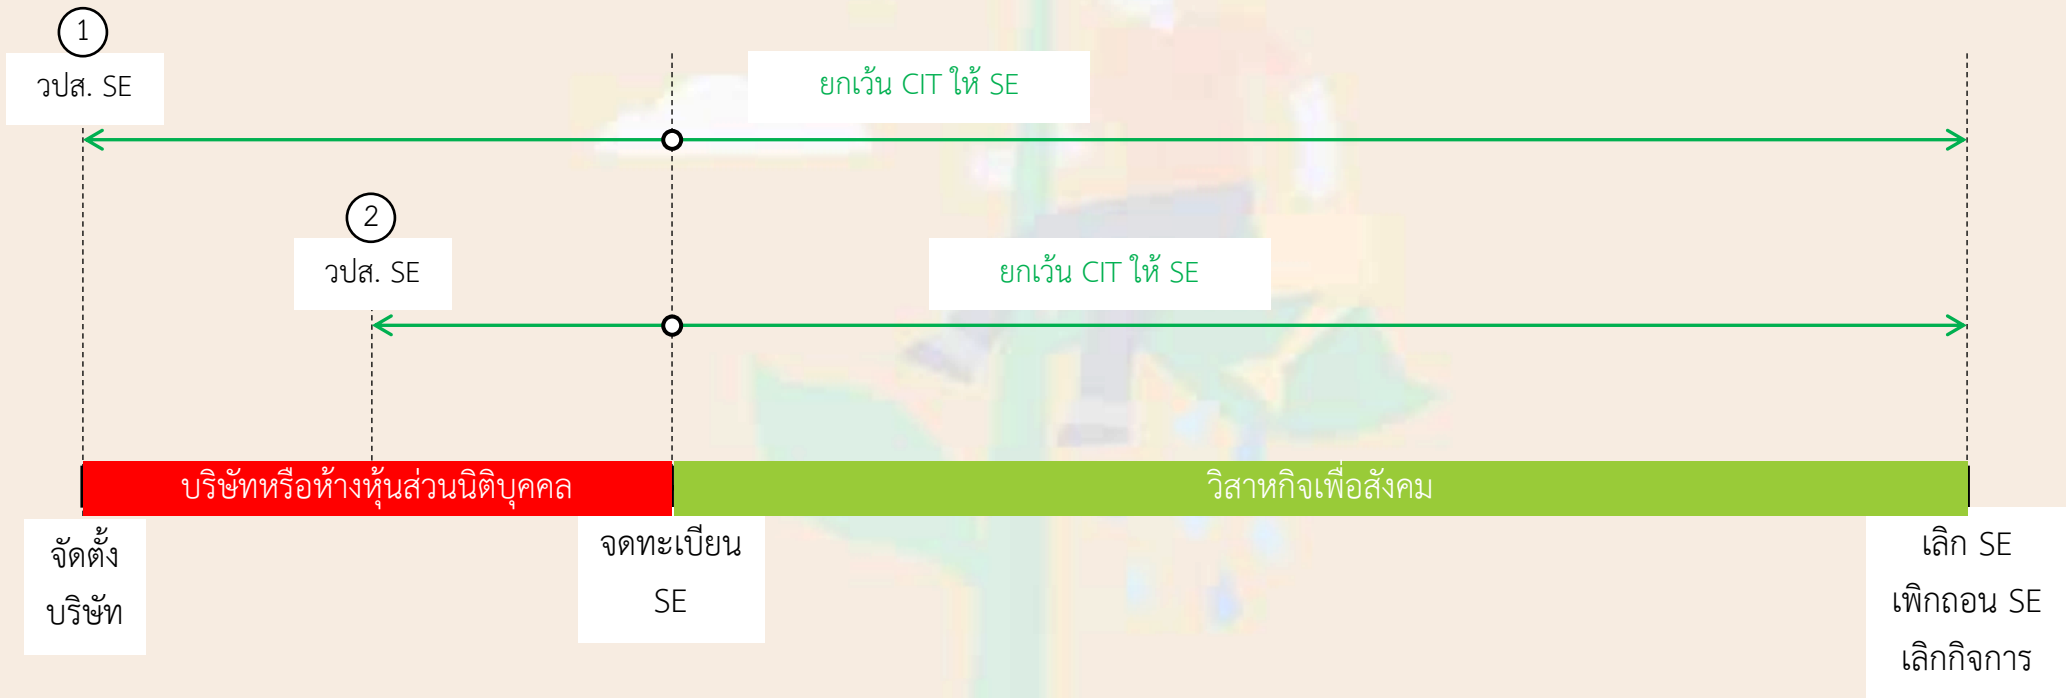 1
วปส. SE
ยกเว้น CIT ให้ SE
2
วปส. SE
ยกเว้น CIT ให้ SE
บริษัทหรือห้างหุ้นส่วนนิติบุคคล
วิสาหกิจเพื่อสังคม
จัดตั้ง
บริษัท
จดทะเบียน
SE
เลิก SE
เพิกถอน SE
เลิกกิจการ